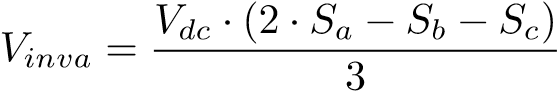 V_{inva} = \frac{V_{dc} \cdot (2 \cdot S_a - S_b - S_c)}{3}